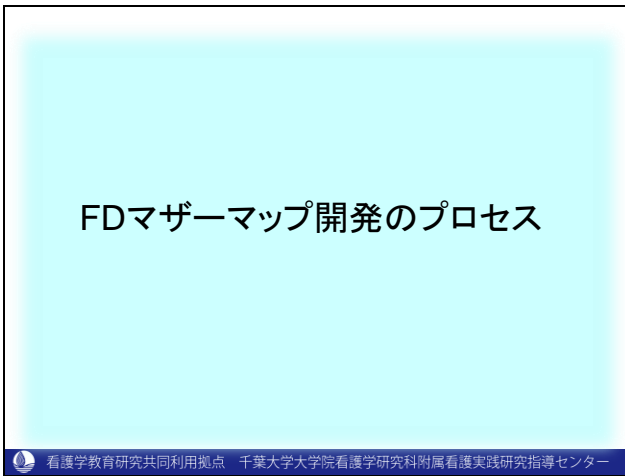 FDマザーマップ開発のプロセス
看護学教育研究共同利用拠点　千葉大学大学院看護学研究科附属看護実践研究指導センター